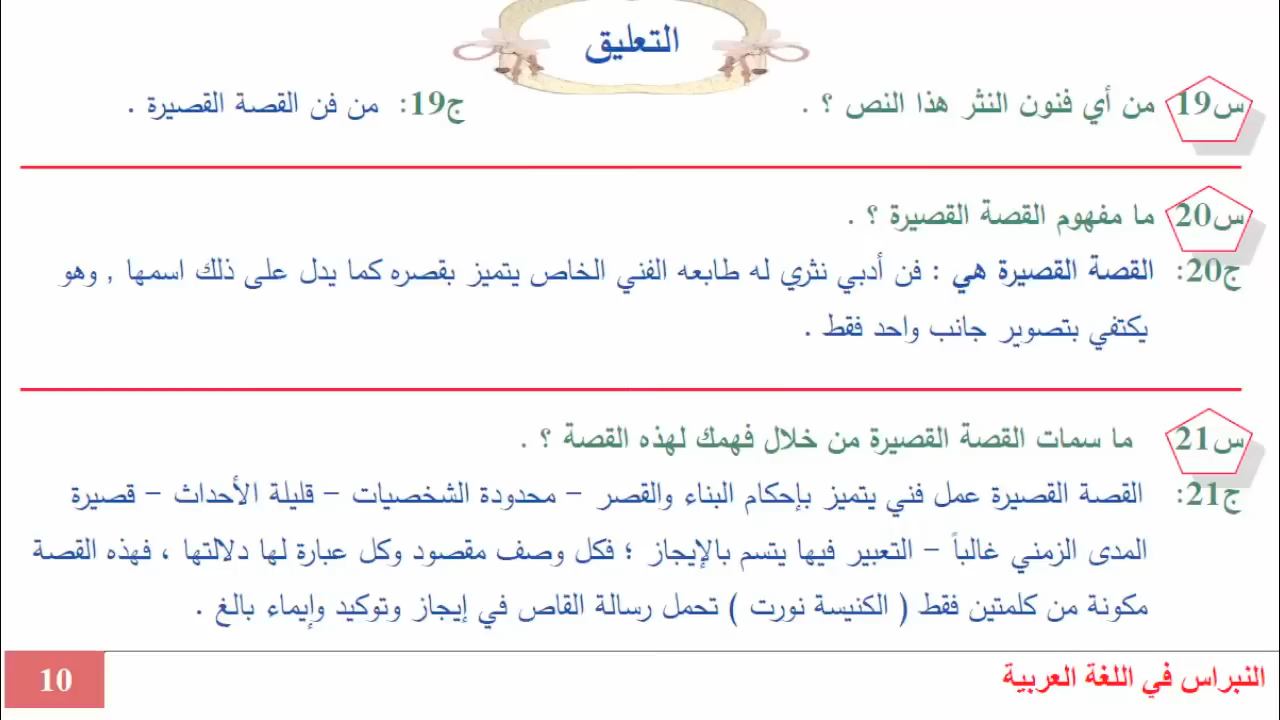 التعليق
س19 من أي فنون النثر هذا النص ؟ . ج19: من فن القصة القصيرة .
س20 ما مفهوم القصة القصيرة ؟ .
ج20: القصة القصيرة هي : فن أدبي نثري له طابعه الفني الخاص يتميز بقصره كما يدل على ذلك اسمها , وهو
يكتفي بتصوير جانب واحد فقط .
س21 ما سمات القصة القصيرة من خلال فهمك لهذه القصة ؟ .
ج21: القصة القصيرة عمل فني يتميز بإحكام البناء والقصر – محدودة الشخصيات – قليلة الأحداث – قصيرة
المدى الزمني غالباً – التعبير فيها يتسم بالإيجاز ؛ فكل وصف مقصود وكل عبارة لها دلالتها ، فهذه القصة
مكونة من كلمتين فقط ( الكنيسة نورت ) تحمل رسالة القاص في إيجاز وتوكيد وإيماء بالغ .
النبراس في اللغة العربية
10